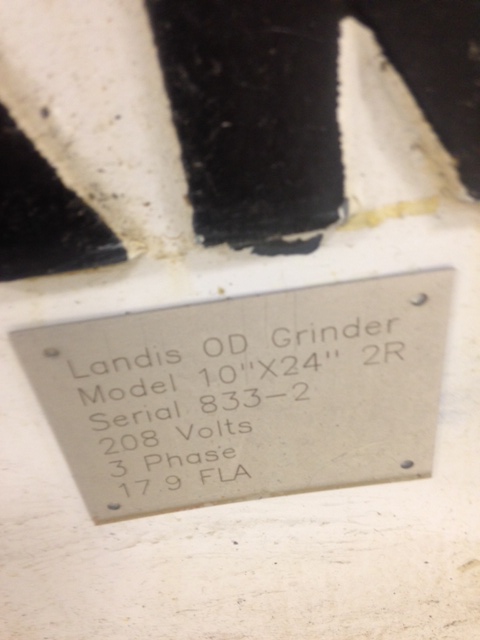 Landis OD Grinder
Model 10"X24" 2R
Serial 833-2
208 Volts
3 Phase
17 9 FLA